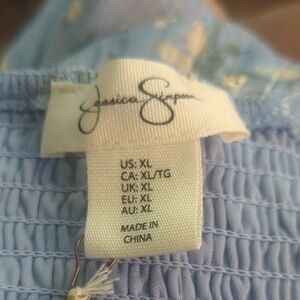 Jessica Simpson
US: XL
CA: XL/TG
UK: XL
EU: XL
AU: XL
MADE IN
CHINA